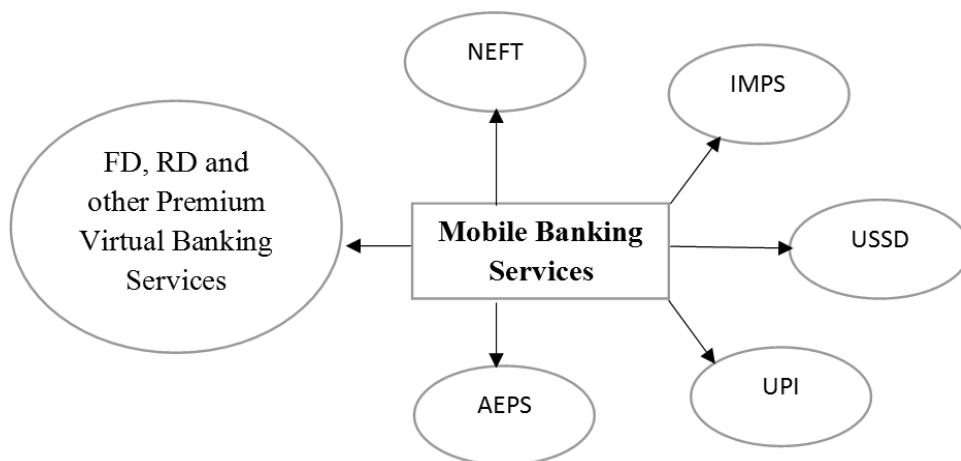 NEFT
IMPS
FD, RD and
other Premium
Virtual Banking
Services
Mobile Banking
Services
USSD
AEPS
UPI